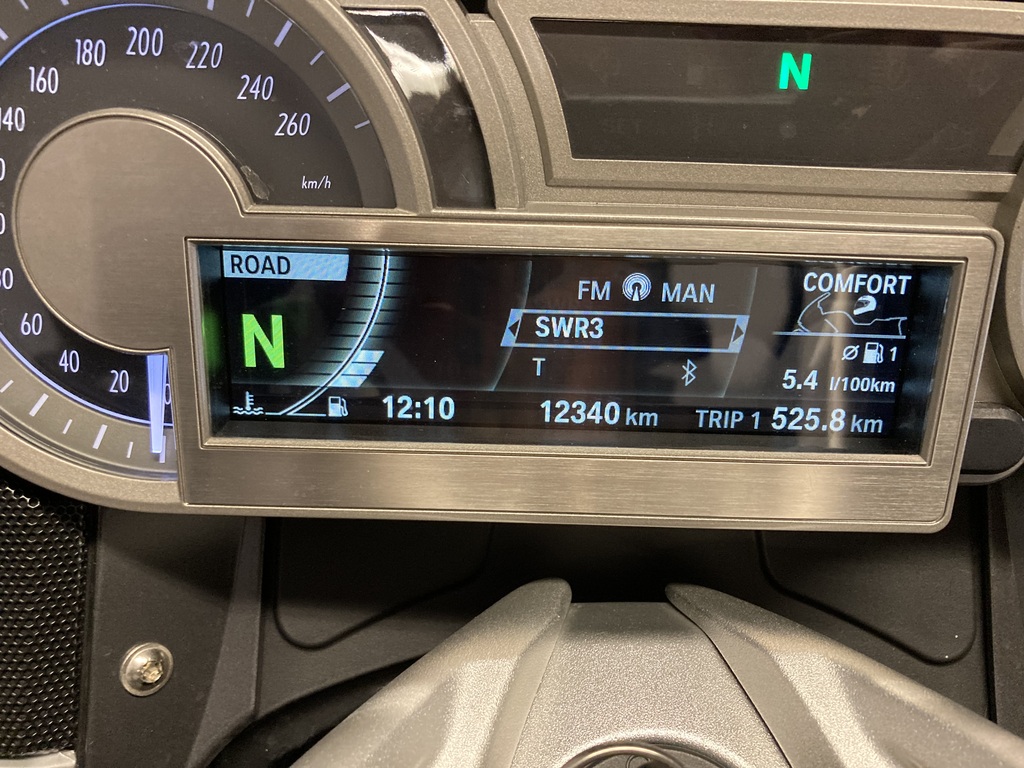 200
180
220
160
240
140
260
km/h
60
40
20
N
ROAD
N
FM MAN
SWR3
T
COMFORT
Ø 1
5.4 l/100km
12:10
12340 km
TRIP 1 525.8 km